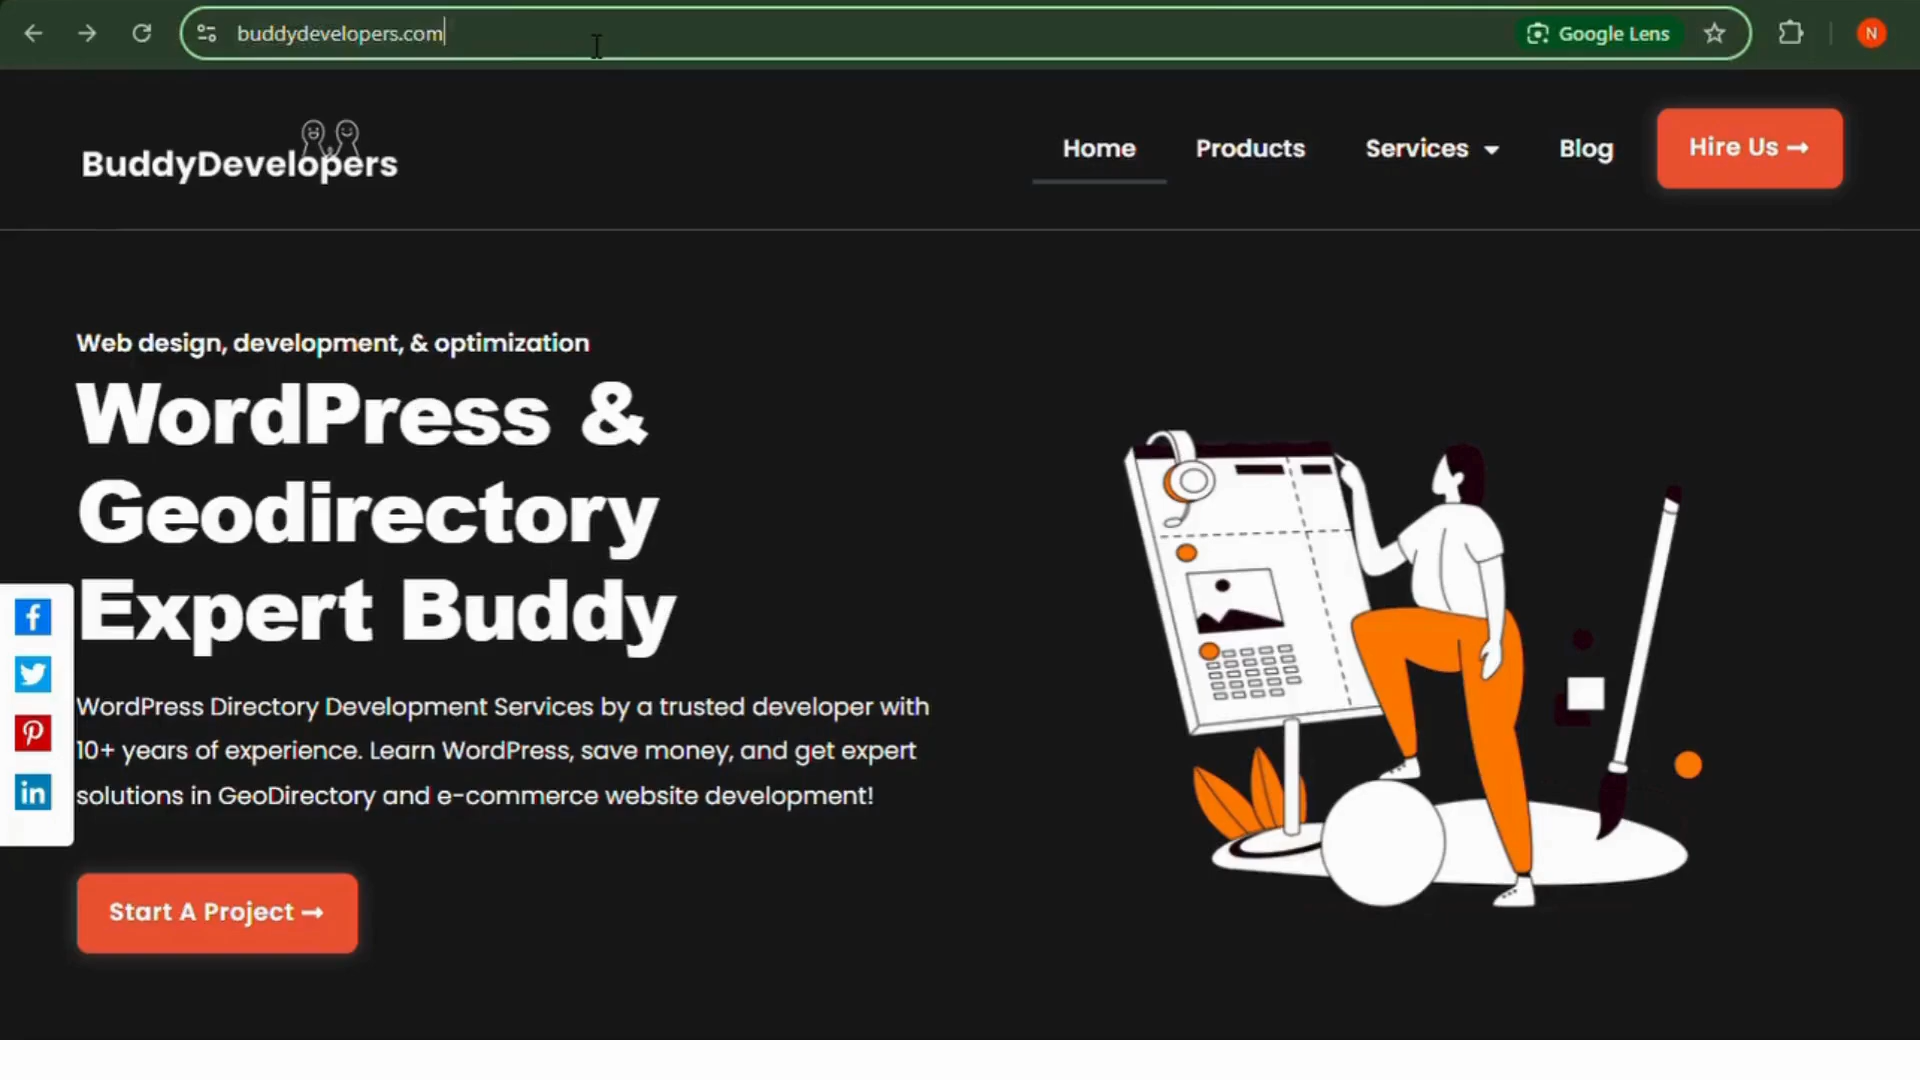 buddydevelopers.com
Google Lens
N
BuddyDevelopers
Home
Products
Services
Blog
Hire Us →
Web design, development, & optimization
WordPress &
Geodirectory
Expert Buddy
WordPress Directory Development Services by a trusted developer with
10+ years of experience. Learn WordPress, save money, and get expert
solutions in GeoDirectory and e-commerce website development!
Start A Project →